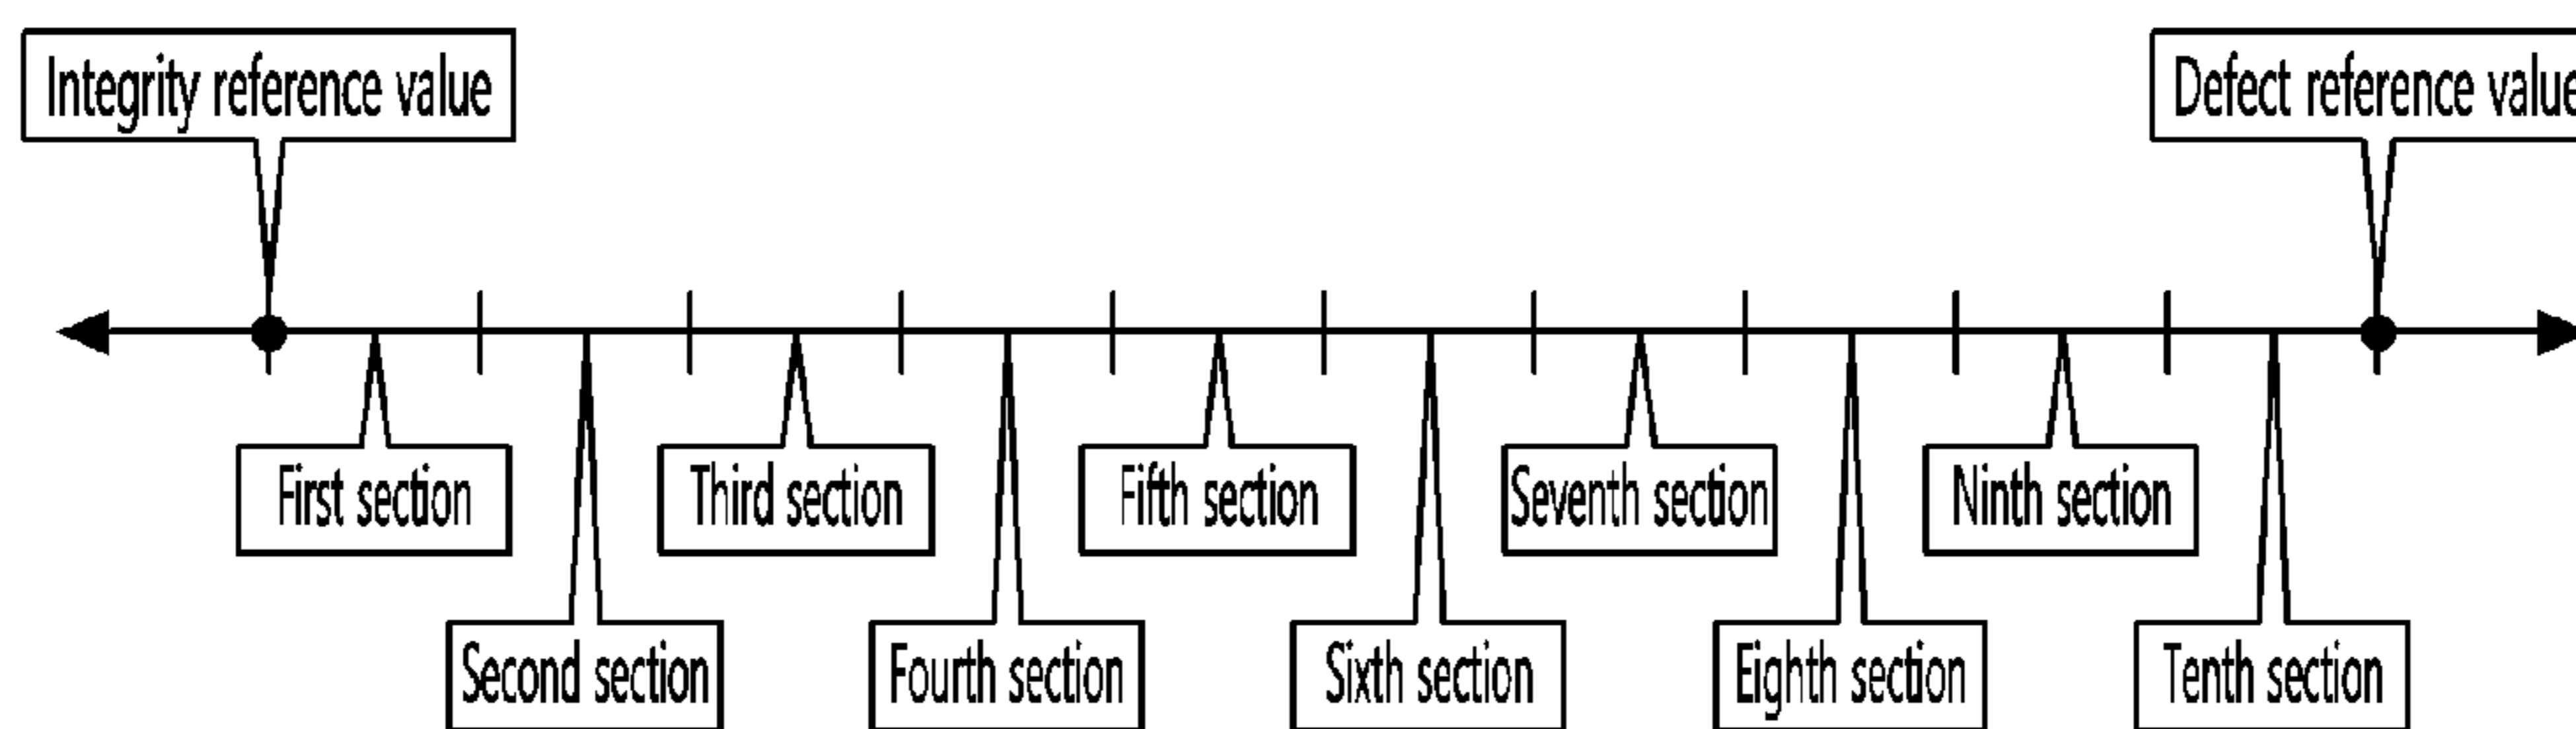 Integrity reference value
Defect reference value
First section
Third section
Fifth section
Seventh section
Ninth section
Second section
Fourth section
Sixth section
Eighth section
Tenth section